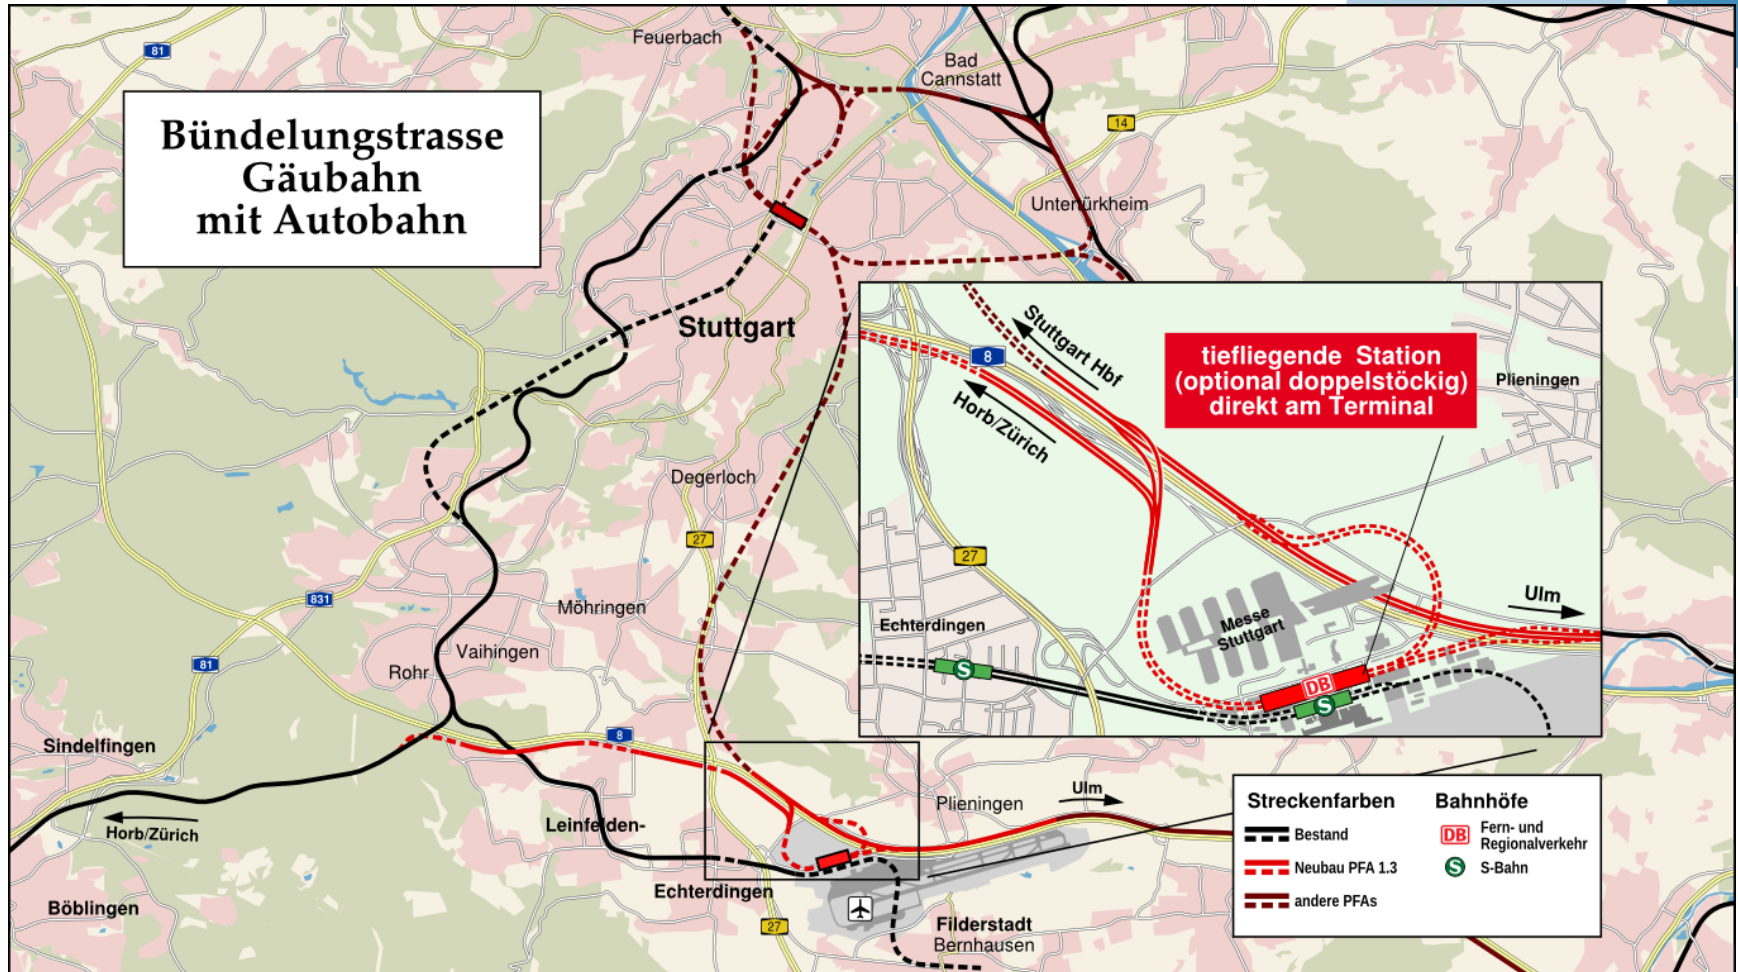 Feuerbach
81
Bad
Cannstatt
14
Bündelungstrasse
Gäubahn
mit Autobahn
Untertürkheim
Stuttgart
Stuttgart Hbf
8
Horb/Zürich
tiefliegende Station
(optional doppelstöckig)
direkt am Terminal
Plieningen
Degerloch
27
27
831
Möhringen
Echterdingen
Messe
Stuttgart
Ulm
81
Vaihingen
Rohr
S
DB
S
Sindelfingen
8
Horb/Zürich
Leinfelden-
Plieningen
Ulm
Echterdingen
Böblingen
27
Filderstadt
Bernhausen
Streckenfarben
Bestand
Neubau PFA 1.3
andere PFAs
Bahnhöfe
DB Fern- und
Regionalverkehr
S S-Bahn